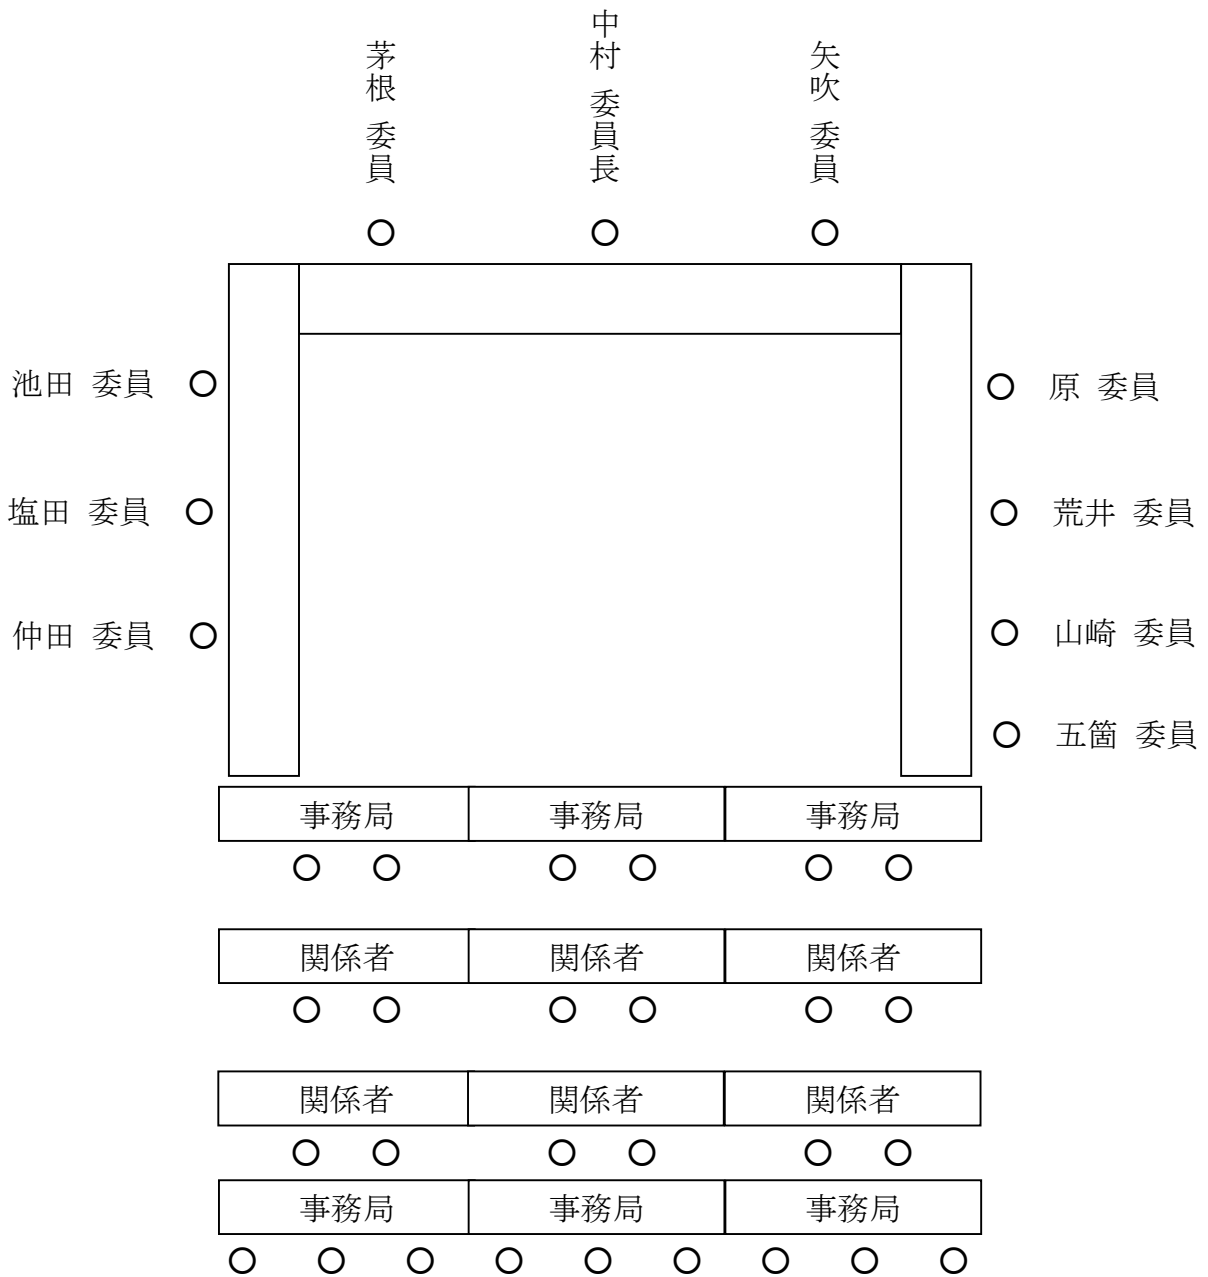 茅根 委員
中村 委員長
矢吹 委員
池田 委員
原 委員
塩田 委員
荒井 委員
仲田 委員
山崎 委員
五箇 委員
事務局 事務局 事務局
関係者 関係者 関係者
関係者 関係者 関係者
事務局 事務局 事務局